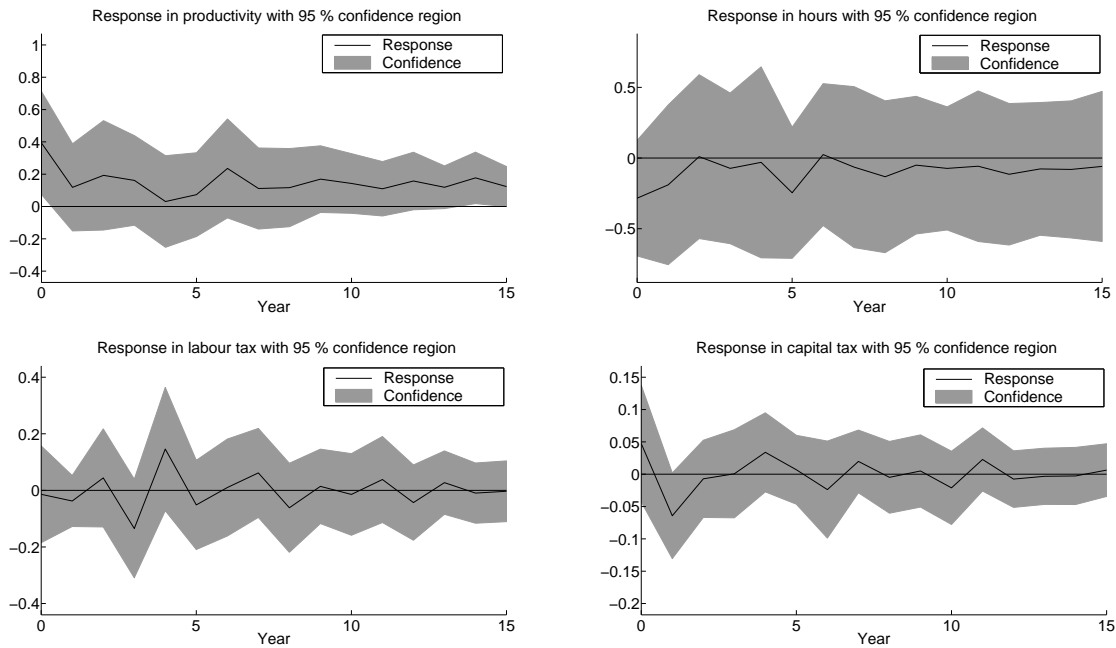 Response in productivity with 95 % confidence region
1
0.8
0.6
0.4
0.2
0
−0.2
−0.4
Response
Confidence
0 5 10 15
Year
Response in hours with 95 % confidence region
0.5
0
−0.5
Response
Confidence
0 5 10 15
Year
Response in labour tax with 95 % confidence region
0.4
0.2
0
−0.2
−0.4
Response
Confidence
0 5 10 15
Year
Response in capital tax with 95 % confidence region
0.15
0.1
0.05
0
−0.05
−0.1
−0.15
−0.2
Response
Confidence
0 5 10 15
Year